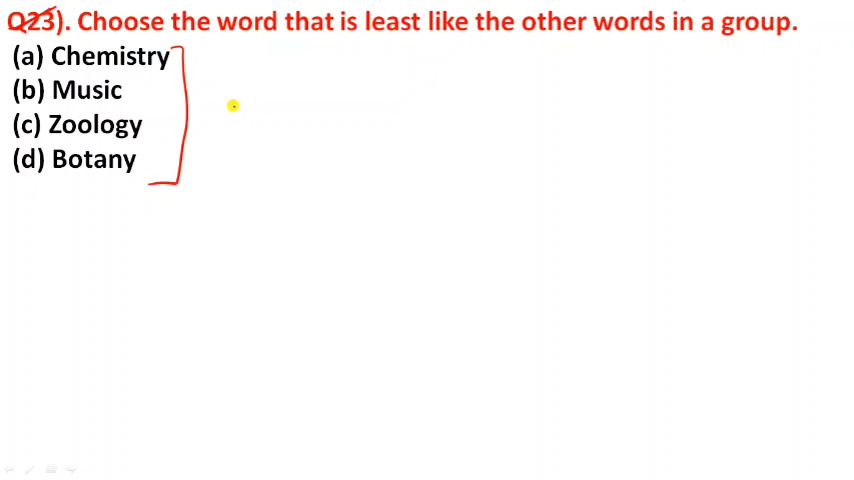 Q23). Choose the word that is least like the other words in a group.
(a) Chemistry
(b) Music
(c) Zoology
(d) Botany